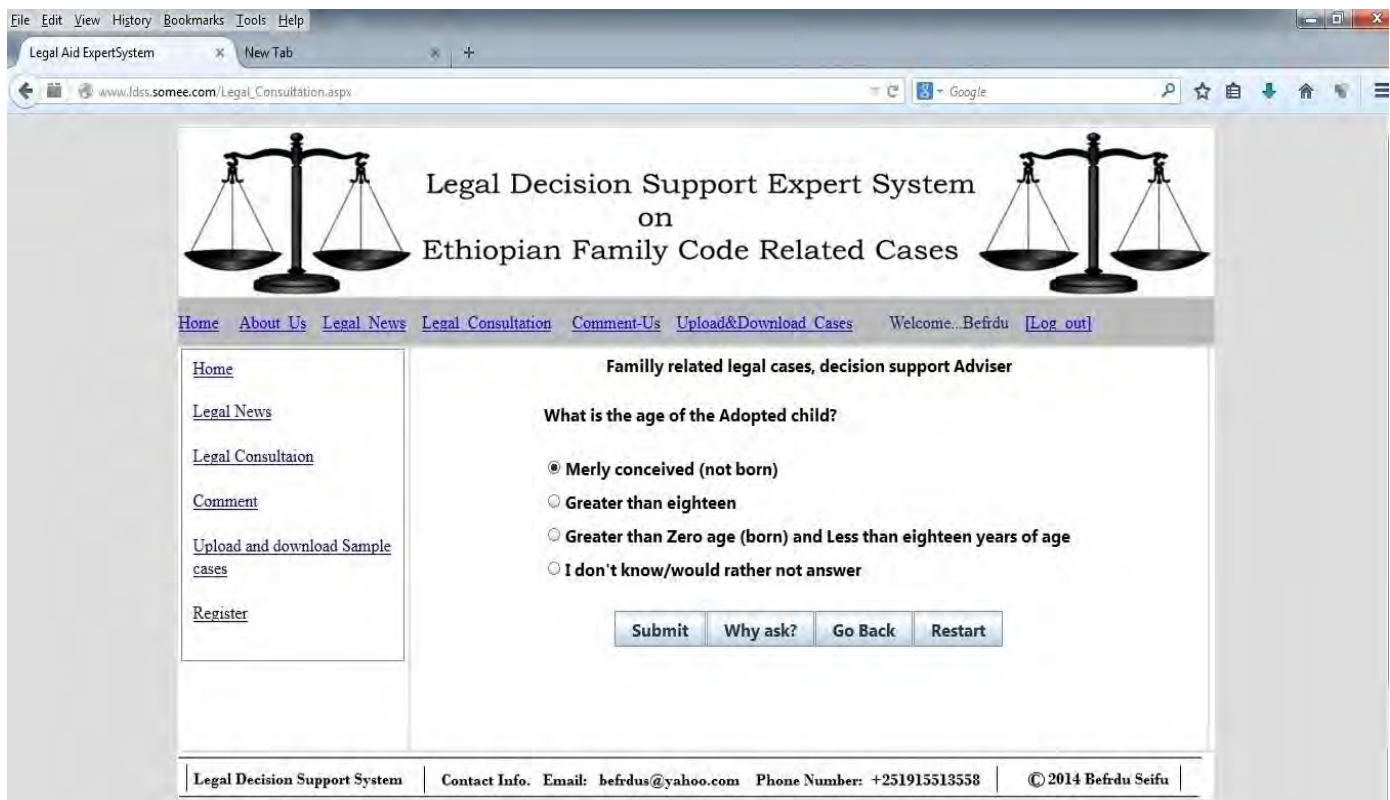 File Edit View History Bookmarks Tools Help
Legal Aid ExpertSystem New Tab
www.ldss.somee.com/Legal_Consultation.aspx Google
Legal Decision Support Expert System
on
Ethiopian Family Code Related Cases
Home About Us Legal News Legal Consultation Comment-Us Upload&Download Cases Welcome...Befrdu [Log out]
Home
Legal News
Legal Consultaion
Comment
Upload and download Sample
cases
Register
Familly related legal cases, decision support Adviser
What is the age of the Adopted child?
Merly conceived (not born)
Greater than eighteen
Greater than Zero age (born) and Less than eighteen years of age
I don't know/would rather not answer
Submit Why ask? Go Back Restart
Legal Decision Support System Contact Info. Email: befrdus@yahoo.com Phone Number: +251915513558 © 2014 Befrdu Seifu